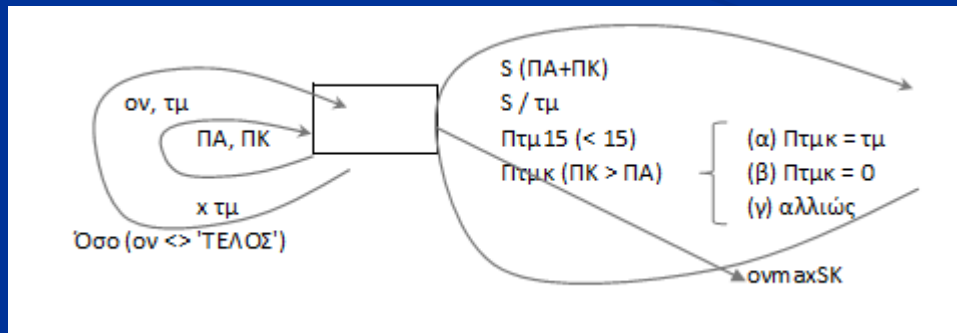 ον, τμ
ΠΑ, ΠΚ
x τμ
Όσο (ον <> 'ΤΕΛΟΣ')
S (ΠΑ+ΠΚ)
S / τμ
Πτμ15 (< 15)
Πτμκ (ΠΚ > ΠΑ)
(α) Πτμκ = τμ
(β) Πτμκ = 0
(γ) αλλιώς
ονmaxSK